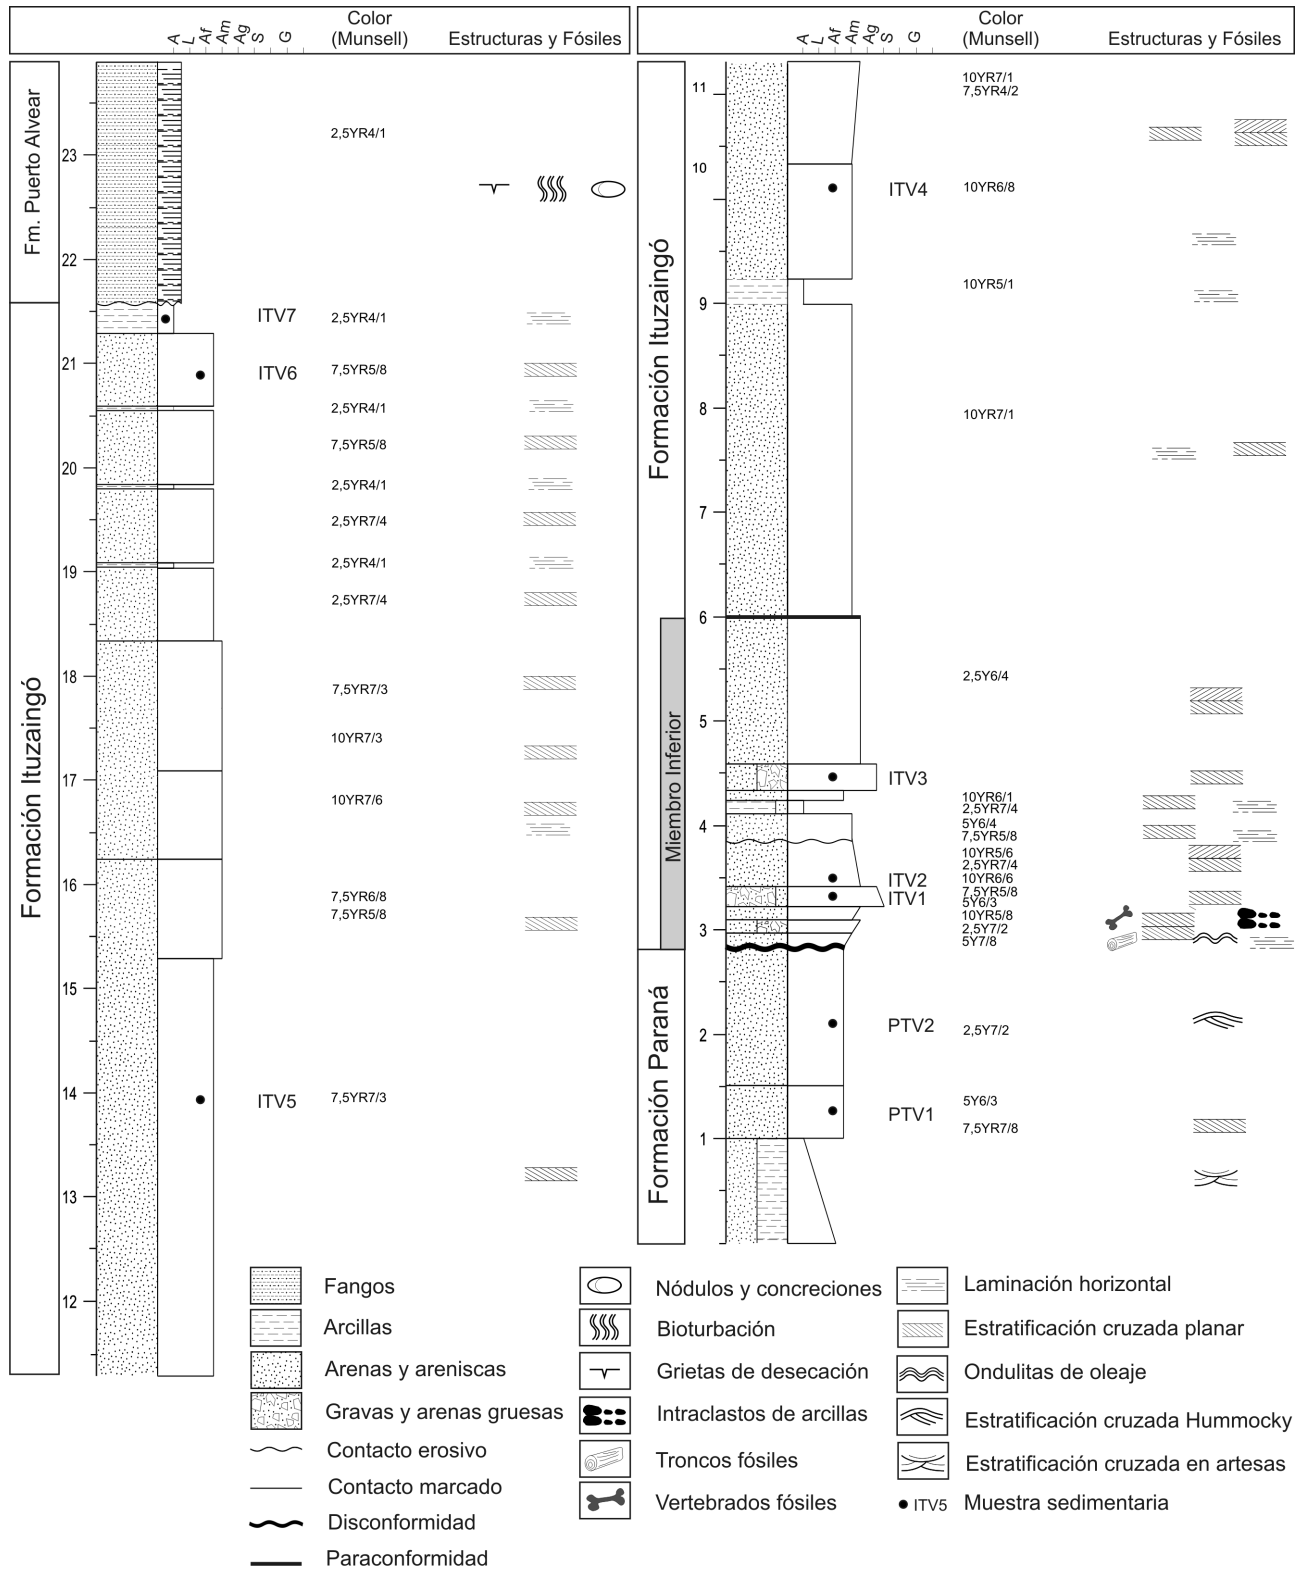 A L Af Am Ag S G
Color
(Munsell)
Estructuras y Fósiles
Fm. Puerto Alvear
Formación Ituzaingó
23
22
21
20
19
18
17
16
15
14
13
12
ITV7
ITV6
ITV5
2,5YR4/1
2,5YR4/1
7,5YR5/8
2,5YR4/1
7,5YR5/8
2,5YR4/1
2,5YR7/4
2,5YR4/1
2,5YR7/4
7,5YR7/3
10YR7/3
10YR7/6
7,5YR6/8
7,5YR5/8
7,5YR7/3
A L Af Am Ag S G
Color
(Munsell)
Estructuras y Fósiles
Formación Ituzaingó
Miembro Inferior
Formación Paraná
11
10
9
8
7
6
5
4
3
2
1
ITV4
ITV3
ITV2
ITV1
PTV2
PTV1
10YR7/1
7,5YR4/2
10YR6/8
10YR5/1
10YR7/1
2,5Y6/4
10YR6/1
2,5YR7/4
5Y6/4
7,5YR5/8
10YR5/6
2,5YR7/4
10YR6/6
7,5YR5/8
5Y6/3
10YR5/8
2,5Y7/2
5Y7/8
2,5Y7/2
5Y6/3
7,5YR7/8
Fangos
Arcillas
Arenas y areniscas
Gravas y arenas gruesas
Contacto erosivo
Contacto marcado
Disconformidad
Paraconformidad
Nódulos y concreciones
Bioturbación
Grietas de desecación
Intraclastos de arcillas
Troncos fósiles
Vertebrados fósiles
Laminación horizontal
Estratificación cruzada planar
Ondulitas de oleaje
Estratificación cruzada Hummocky
Estratificación cruzada en artesas
ITV5 Muestra sedimentaria